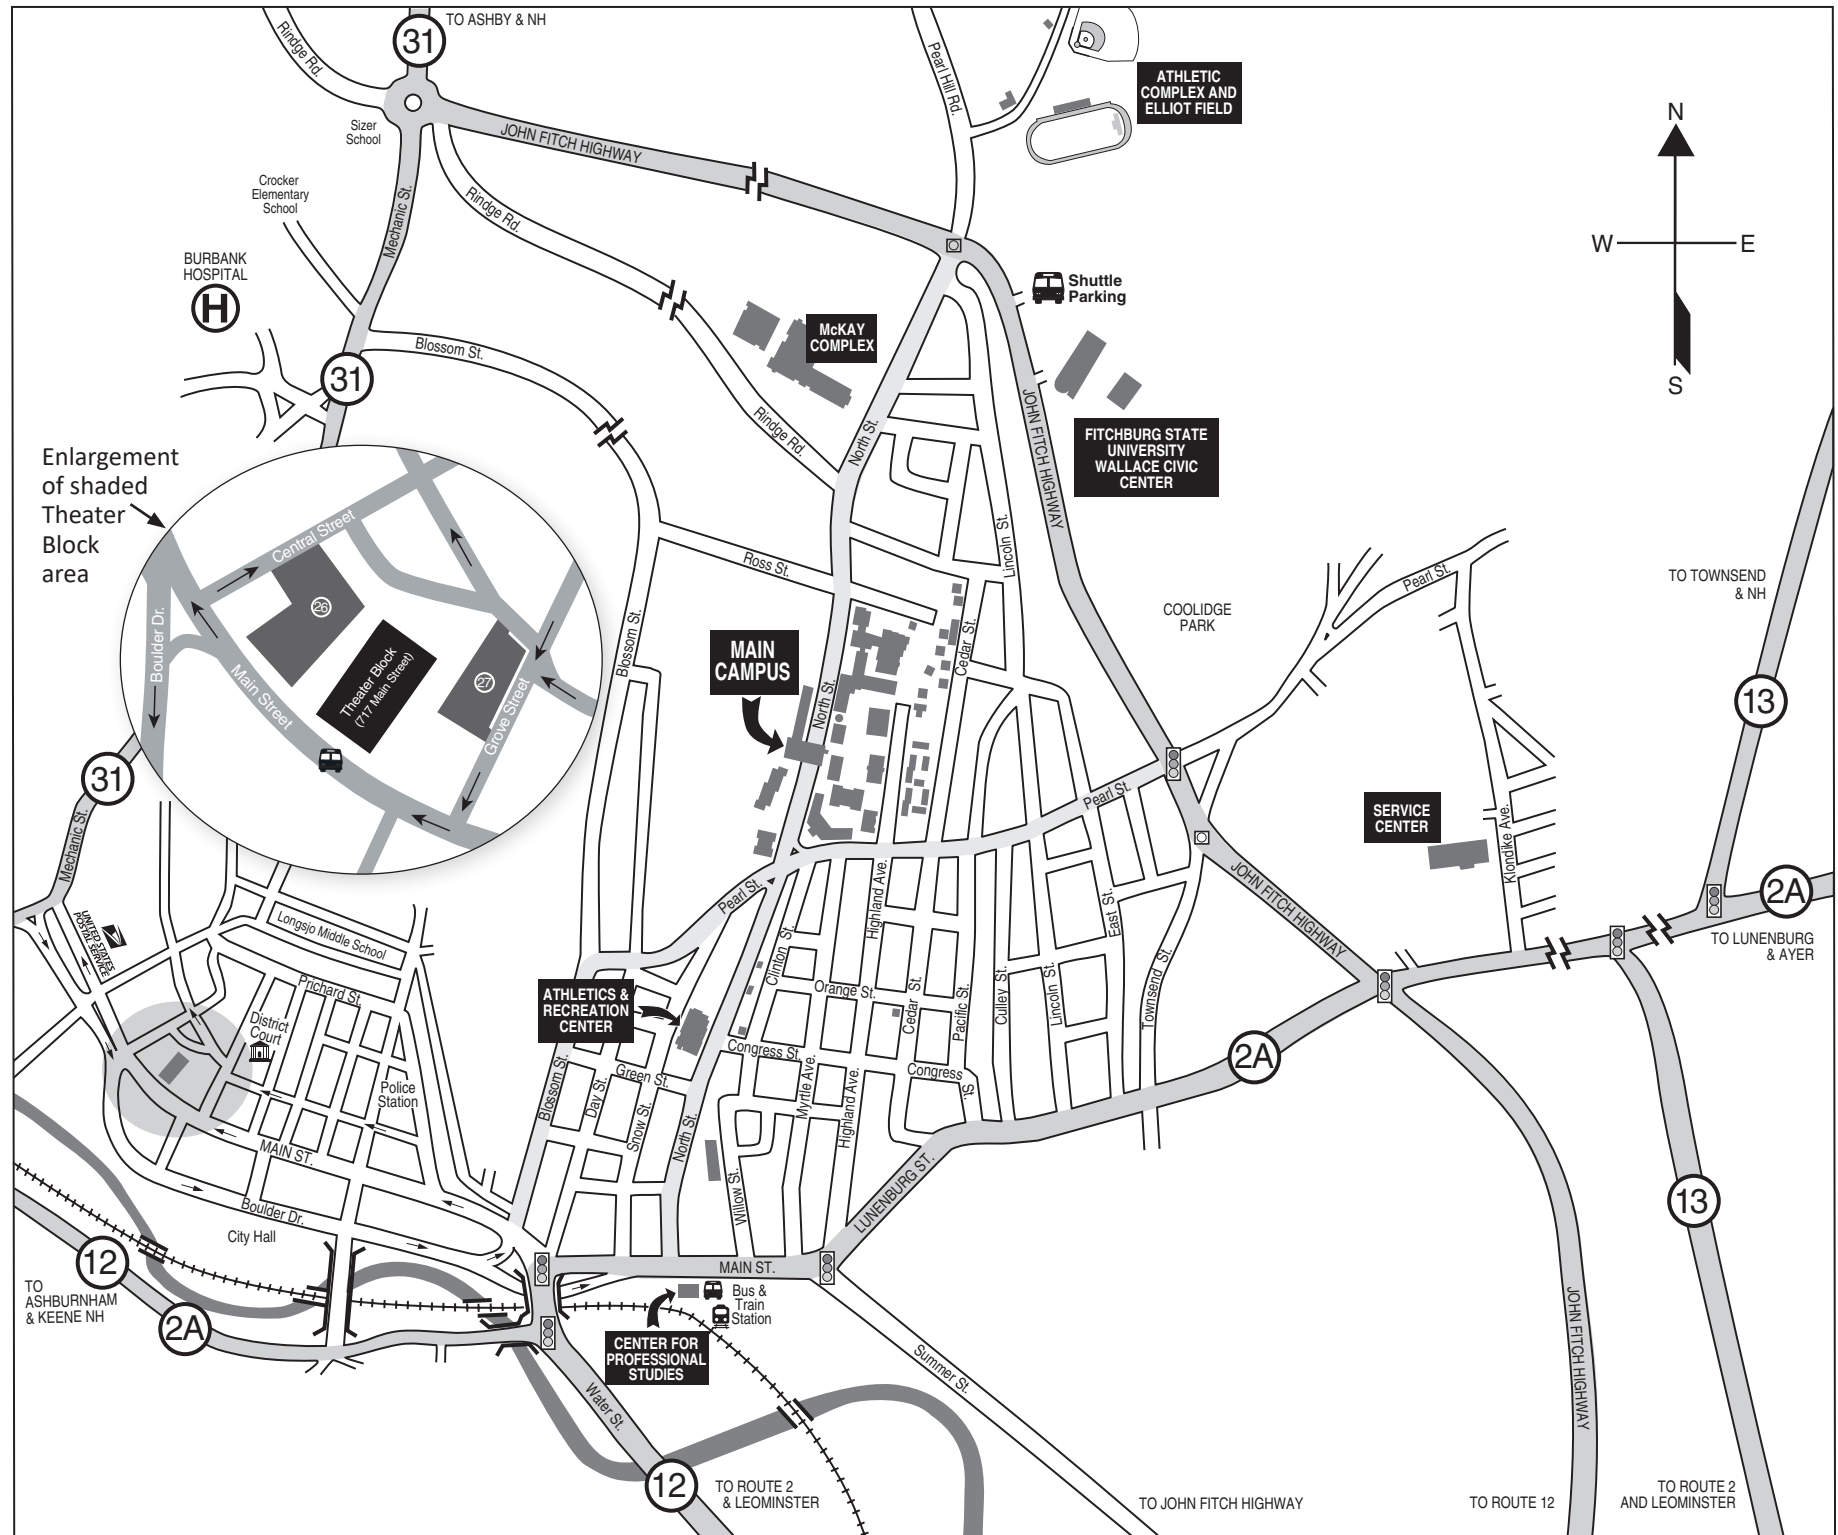 TO ASHBY & NH
31
Rindge Rd.
Pearl Hill Rd.
ATHLETIC
COMPLEX AND
ELLIOT FIELD
Sizer
School
JOHN FITCH HIGHWAY
N
W
E
S
Crocker
Elementary
School
Mechanic St.
Rindge Rd.
BURBANK
HOSPITAL
H
Shuttle
Parking
McKAY
COMPLEX
Blossom St.
31
Rindge Rd.
North St.
JOHN FITCH HIGHWAY
FITCHBURG STATE
UNIVERSITY
WALLACE CIVIC
CENTER
Enlargement
of shaded
Theater
Block
area
Central Street
26
Boulder Dr.
Main Street
Theater Block
(717 Main Street)
27
Grove Street
Ross St.
Lincoln St.
Blossom St.
Cedar St.
COOLIDGE
PARK
Pearl St.
TO TOWNSEND
& NH
MAIN
CAMPUS
North St.
13
31
Mechanic St.
Pearl St.
SERVICE
CENTER
Klondike Ave.
JOHN FITCH HIGHWAY
2A
TO LUNENBURG
& AYER
UNITED STATES
POSTAL SERVICE
Longsjo Middle School
Pearl St.
Highland Ave.
East St.
Clinton St.
Prichard St.
District
Court
ATHLETICS &
RECREATION
CENTER
Orange St.
Cedar St.
Pacific St.
Culley St.
Lincoln St.
Townsend St.
Congress St.
Congress
St.
2A
Police
Station
Blossom St.
Day St.
Green St.
Snow St.
North St.
Myrtle Ave.
Highland Ave.
MAIN ST.
Willow St.
LUNENBURG ST.
13
Boulder Dr.
City Hall
12
TO
ASHBURNHAM
& KEENE NH
2A
MAIN ST.
Bus &
Train
Station
CENTER FOR
PROFESSIONAL
STUDIES
Summer St.
JOHN FITCH HIGHWAY
Water St.
12
TO ROUTE 2
& LEOMINSTER
TO JOHN FITCH HIGHWAY
TO ROUTE 12
TO ROUTE 2
AND LEOMINSTER